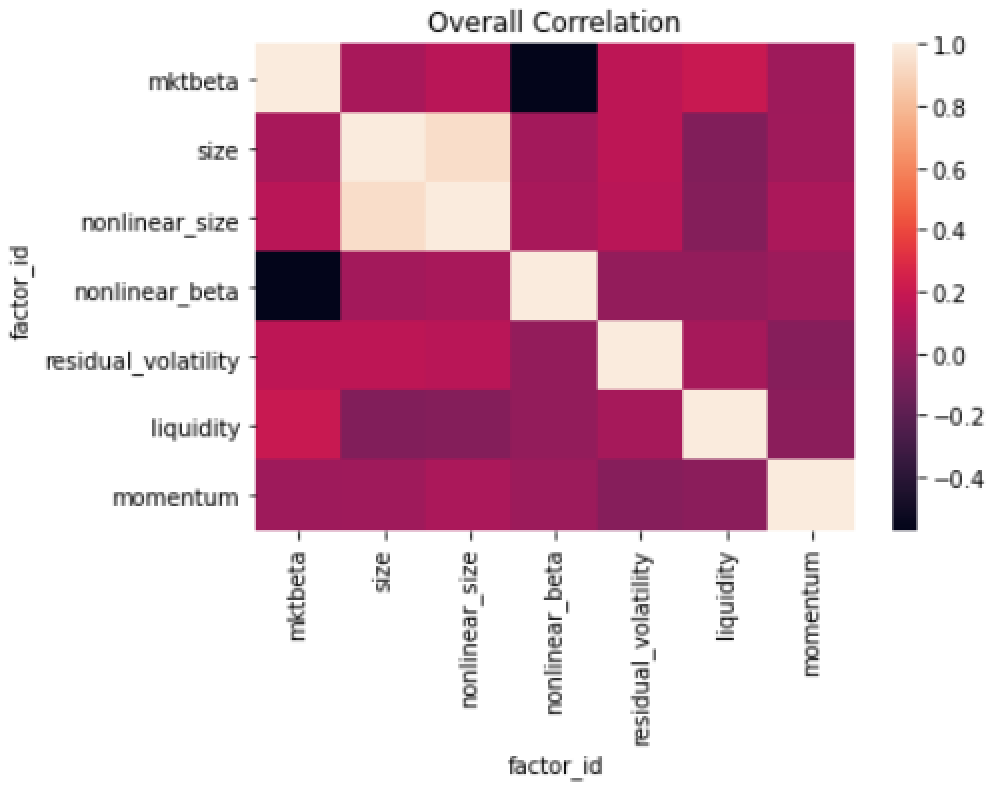 Overall Correlation
mktbeta
size
nonlinear_size
nonlinear_beta
residual_volatility
liquidity
momentum
factor_id
mktbeta
size
nonlinear_size
nonlinear_beta
residual_volatility
liquidity
momentum
factor_id
1.0
0.8
0.6
0.4
0.2
0.0
−0.2
−0.4